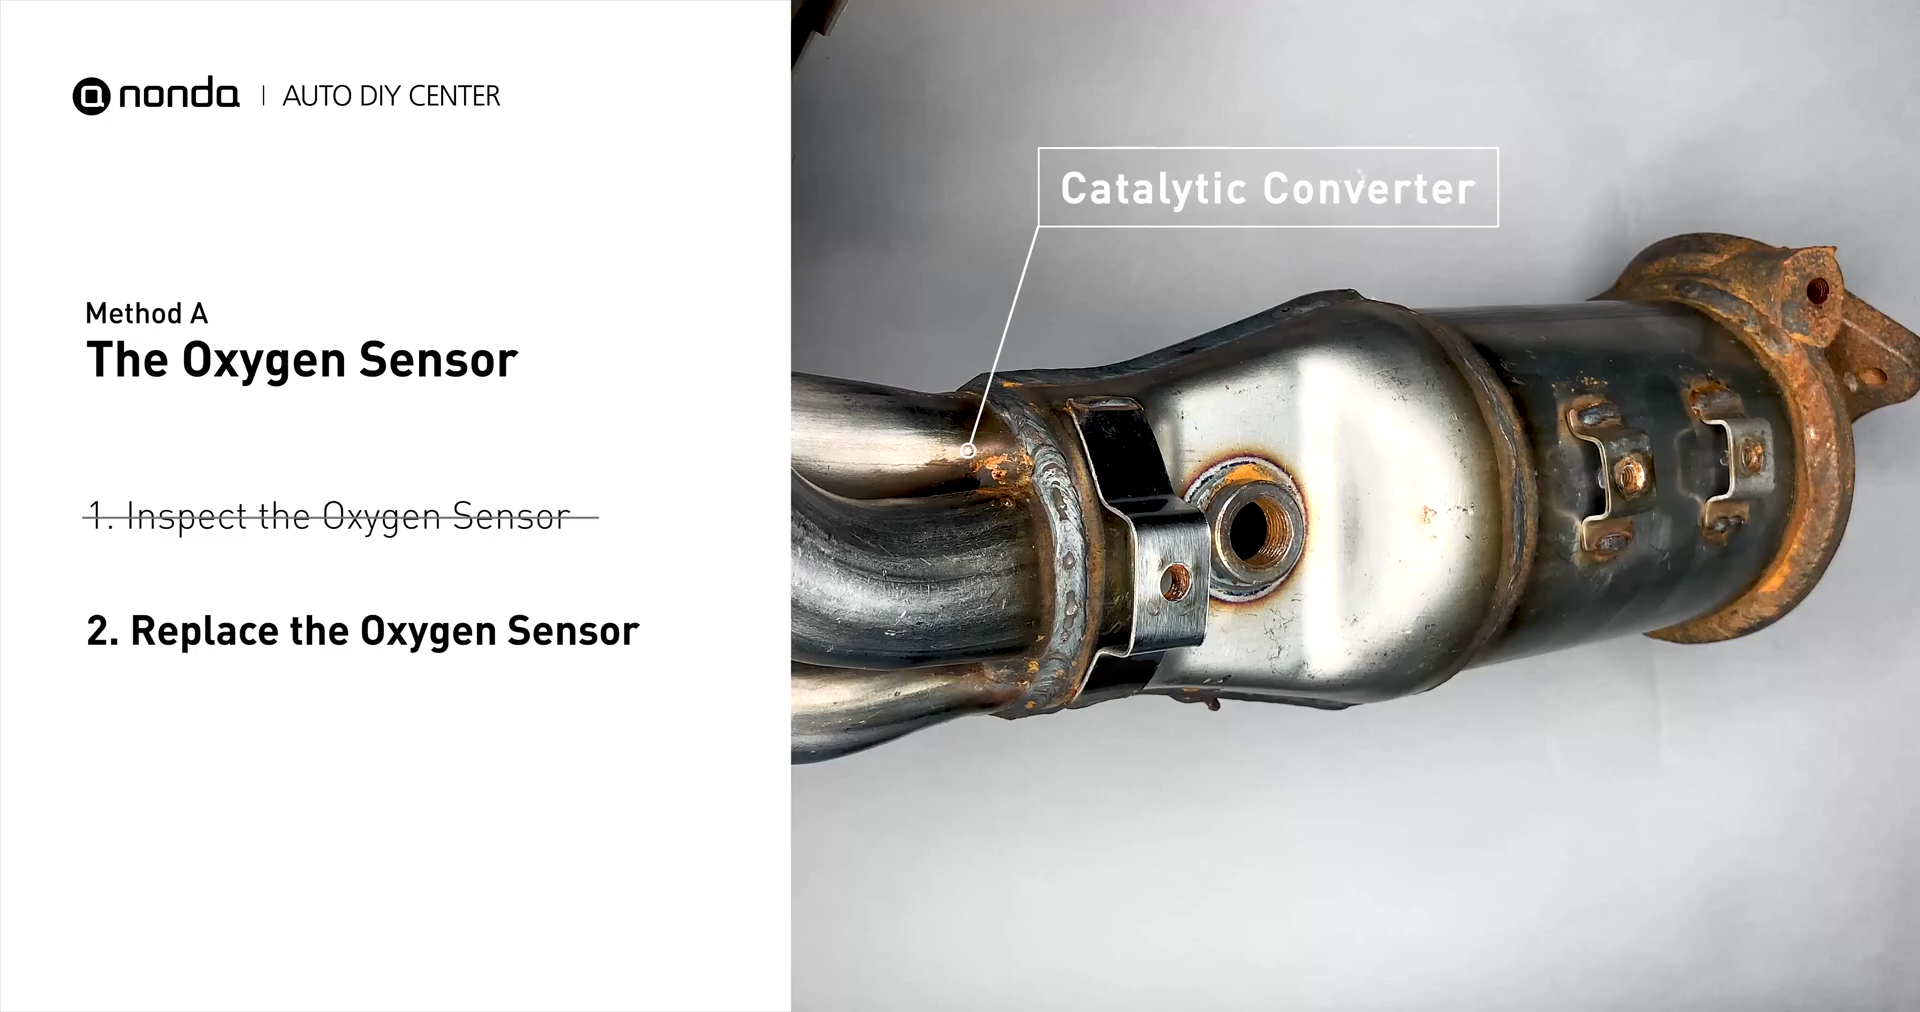 nonda | AUTO DIY CENTER
Catalytic Converter
Method A
The Oxygen Sensor
1. Inspect the Oxygen Sensor
2. Replace the Oxygen Sensor